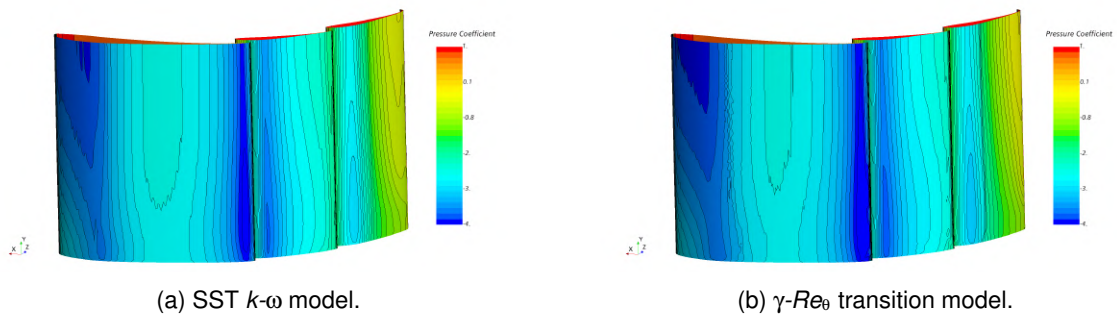 Pressure Coefficient
1.
0.1
-0.8
-2.
-3.
-4.
Y
X Z
(a) SST k-ω model.
Pressure Coefficient
1.
0.1
-0.8
-2.
-3.
-4.
Y
X Z
(b) γ-Reθ transition model.